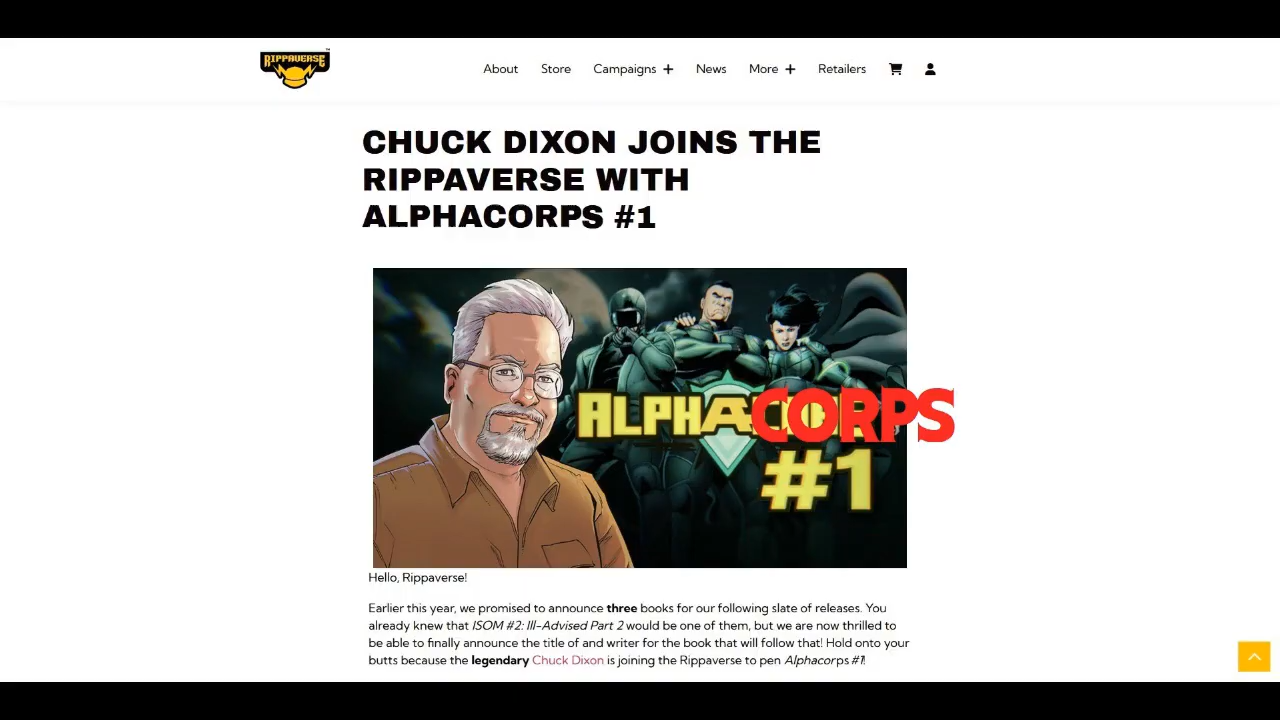 RIPPAVERSE
About Store Campaigns + News More + Retailers
CHUCK DIXON JOINS THE
RIPPAVERSE WITH
ALPHACORPS #1
ALPHA CORPS
#1
Hello, Rippaverse!
Earlier this year, we promised to announce three books for our following slate of releases. You
already knew that ISOM #2: Ill-Advised Part 2 would be one of them, but we are now thrilled to
be able to finally announce the title of and writer for the book that will follow that! Hold onto your
butts because the legendary Chuck Dixon is joining the Rippaverse to pen Alphacorps #1!